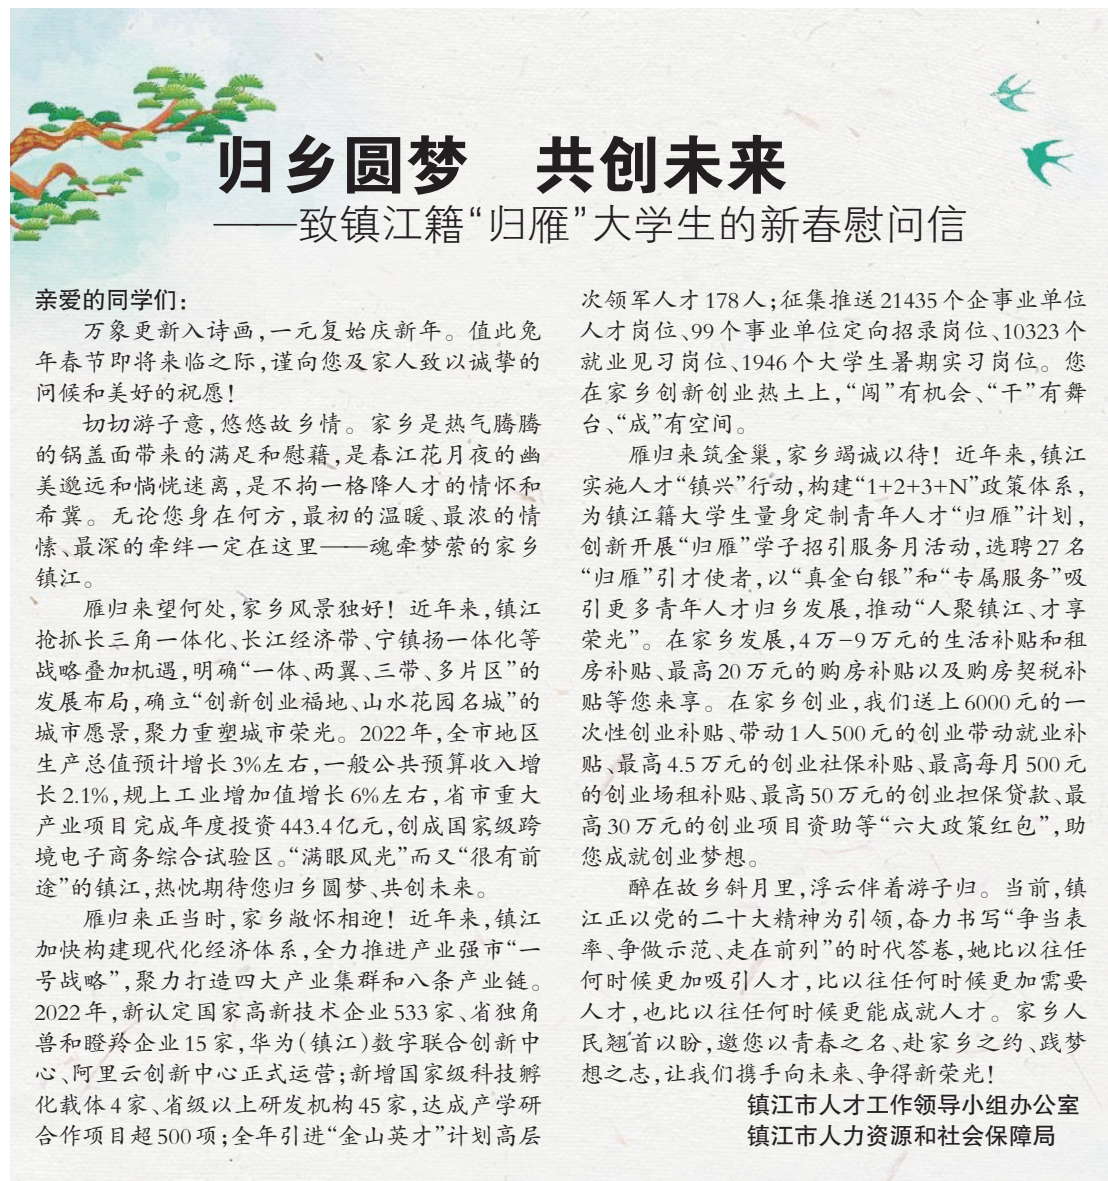 归乡圆梦　共创未来
——致镇江籍“归雁”大学生的新春慰问信
亲爱的同学们：
万象更新入诗画，一元复始庆新年。值此兔
年春节即将来临之际，谨向您及家人致以诚挚的
问候和美好的祝愿！
切切游子意，悠悠故乡情。家乡是热气腾腾
的锅盖面带来的满足和慰藉，是春江花月夜的幽
美邈远和惝恍迷离，是不拘一格降人才的情怀和
希冀。无论您身在何方，最初的温暖、最浓的情
愫、最深的牵绊一定在这里——魂牵梦萦的家乡
镇江。
雁归来望何处，家乡风景独好！近年来，镇江
抢抓长三角一体化、长江经济带、宁镇扬一体化等
战略叠加机遇，明确“一体、两翼、三带、多片区”的
发展布局，确立“创新创业福地、山水花园名城”的
城市愿景，聚力重塑城市荣光。2022年，全市地区
生产总值预计增长3%左右，一般公共预算收入增
长2.1%，规上工业增加值增长6%左右，省市重大
产业项目完成年度投资443.4亿元，创成国家级跨
境电子商务综合试验区。“满眼风光”而又“很有前
途”的镇江，热忱期待您归乡圆梦、共创未来。
雁归来正当时，家乡敞怀相迎！近年来，镇江
加快构建现代化经济体系，全力推进产业强市“一
号战略”，聚力打造四大产业集群和八条产业链。
2022年，新认定国家高新技术企业533家、省独角
兽和瞪羚企业15家，华为（镇江）数字联合创新中
心、阿里云创新中心正式运营；新增国家级科技孵
化载体4家、省级以上研发机构45家，达成产学研
合作项目超500项；全年引进“金山英才”计划高层
次领军人才178人；征集推送21435个企事业单位
人才岗位、99个事业单位定向招录岗位、10323个
就业见习岗位、1946个大学生暑期实习岗位。您
在家乡创新创业热土上，“闯”有机会、“干”有舞
台、“成”有空间。
雁归来筑金巢，家乡竭诚以待！近年来，镇江
实施人才“镇兴”行动，构建“1+2+3+N”政策体系，
为镇江籍大学生量身定制青年人才“归雁”计划，
创新开展“归雁”学子招引服务月活动，选聘27名
“归雁”引才使者，以“真金白银”和“专属服务”吸
引更多青年人才归乡发展，推动“人聚镇江、才享
荣光”。在家乡发展，4万－9万元的生活补贴和租
房补贴、最高20万元的购房补贴以及购房契税补
贴等您来享。在家乡创业，我们送上6000元的一
次性创业补贴、带动1人500元的创业带动就业补
贴、最高4.5万元的创业社保补贴、最高每月500元
的创业场租补贴、最高50万元的创业担保贷款、最
高30万元的创业项目资助等“六大政策红包”，助
您成就创业梦想。
醉在故乡斜月里，浮云伴着游子归。当前，镇
江正以党的二十大精神为引领，奋力书写“争当表
率、争做示范、走在前列”的时代答卷，她比以往任
何时候更加吸引人才，比以往任何时候更加需要
人才，也比以往任何时候更能成就人才。家乡人
民翘首以盼，邀您以青春之名、赴家乡之约、践梦
想之志，让我们携手向未来、争得新荣光！
镇江市人才工作领导小组办公室
镇江市人力资源和社会保障局